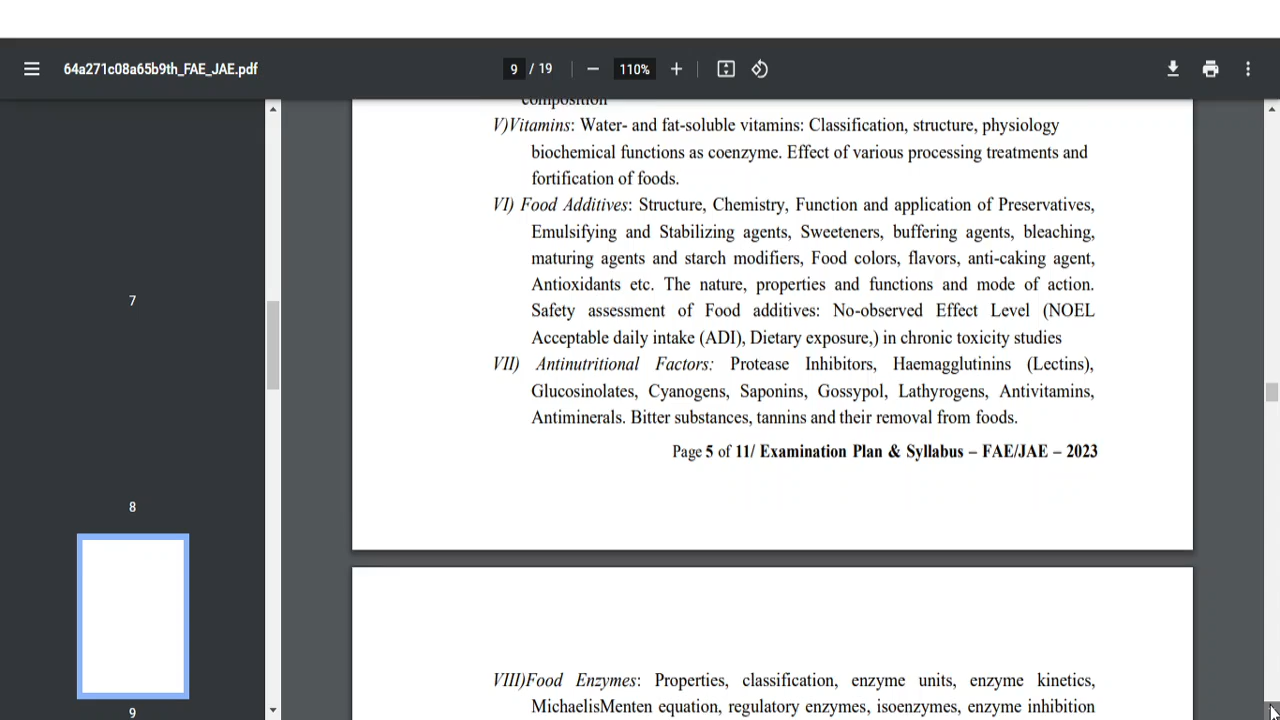 64a271c08a65b9th_FAE_JAE.pdf
9 / 19
110%
composition
V)Vitamins: Water- and fat-soluble vitamins: Classification, structure, physiology
biochemical functions as coenzyme. Effect of various processing treatments and
fortification of foods.
VI) Food Additives: Structure, Chemistry, Function and application of Preservatives,
Emulsifying and Stabilizing agents, Sweeteners, buffering agents, bleaching,
maturing agents and starch modifiers, Food colors, flavors, anti-caking agent,
Antioxidants etc. The nature, properties and functions and mode of action.
Safety assessment of Food additives: No-observed Effect Level (NOEL
Acceptable daily intake (ADI), Dietary exposure,) in chronic toxicity studies
VII) Antinutritional Factors: Protease Inhibitors, Haemagglutinins (Lectins),
Glucosinolates, Cyanogens, Saponins, Gossypol, Lathyrogens, Antivitamins,
Antiminerals. Bitter substances, tannins and their removal from foods.
Page 5 of 11/ Examination Plan & Syllabus – FAE/JAE – 2023
VIII)Food Enzymes: Properties, classification, enzyme units, enzyme kinetics,
MichaelisMenten equation, regulatory enzymes, isoenzymes, enzyme inhibition
7
8
9